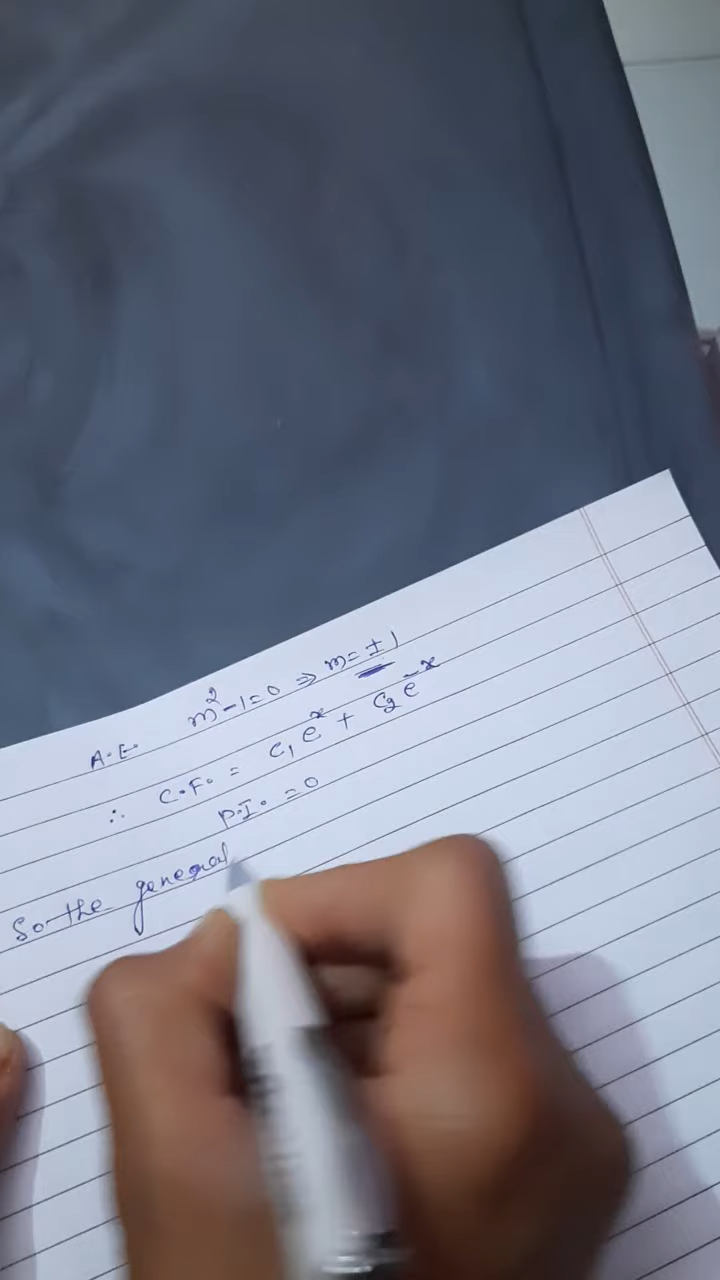 A.E. m²-1=0 ⇒ m=±1
∴ C.F. = c₁eˣ + c₂e⁻ˣ
P.I. = 0
So the general